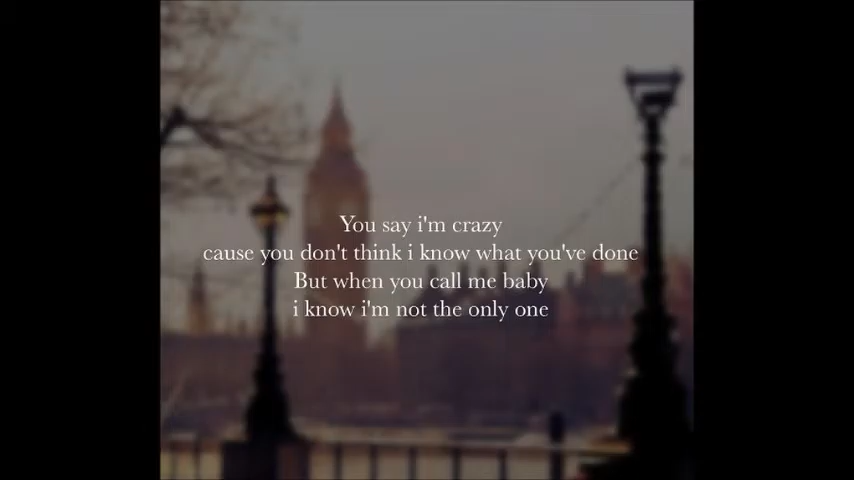 You say i'm crazy
cause you don't think i know what you've done
But when you call me baby
i know i'm not the only one